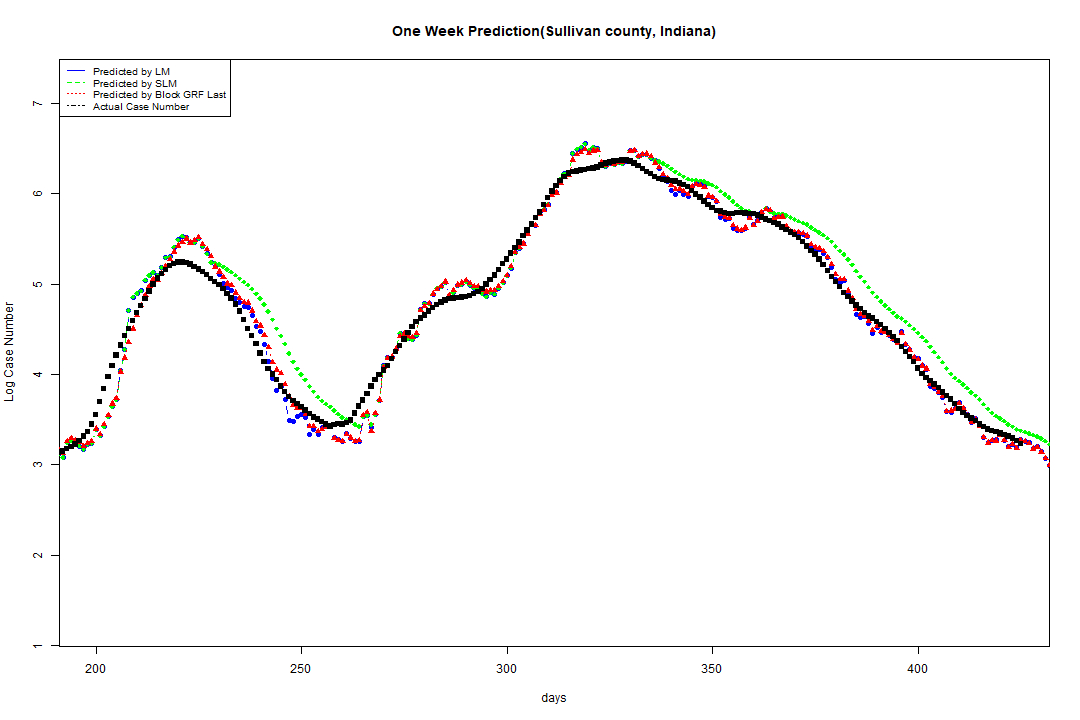 One Week Prediction(Sullivan county, Indiana)
Predicted by LM
Predicted by SLM
Predicted by Block GRF Last
Actual Case Number
Log Case Number
7
6
5
4
3
2
1
200 250 300 350 400
days